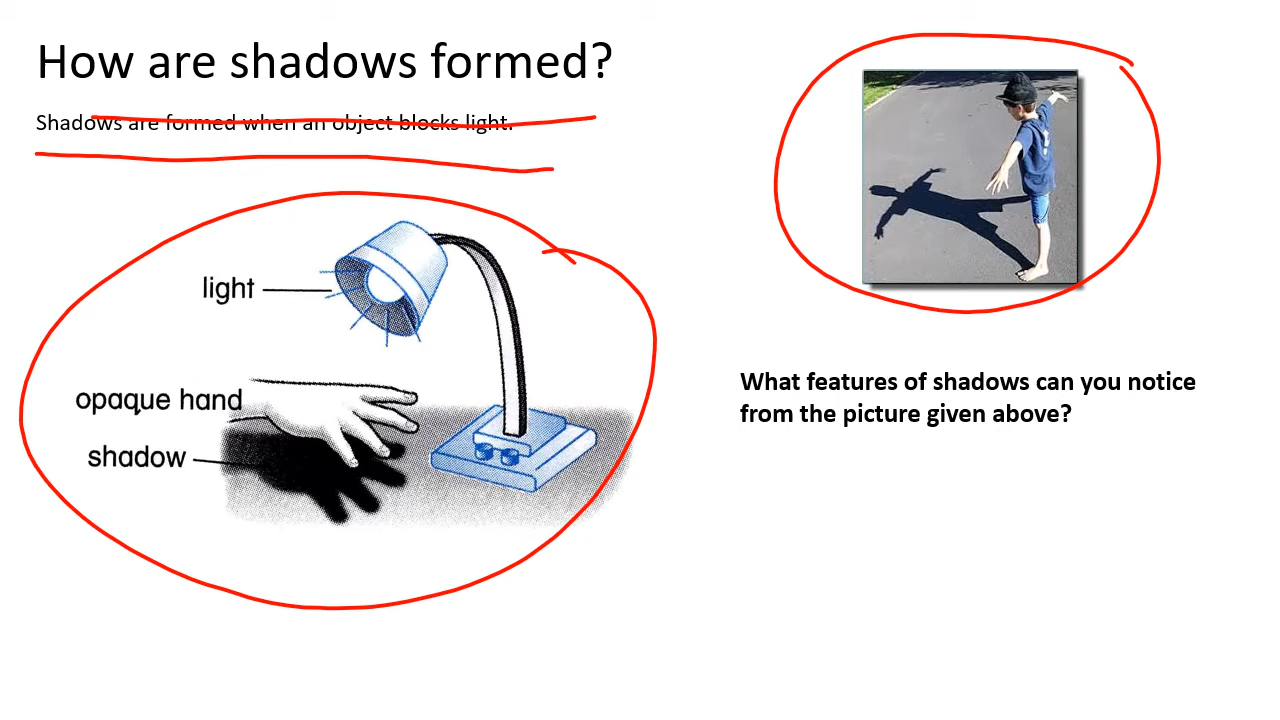 How are shadows formed?
Shadows are formed when an object blocks light.
light
opaque hand
shadow
What features of shadows can you notice
from the picture given above?